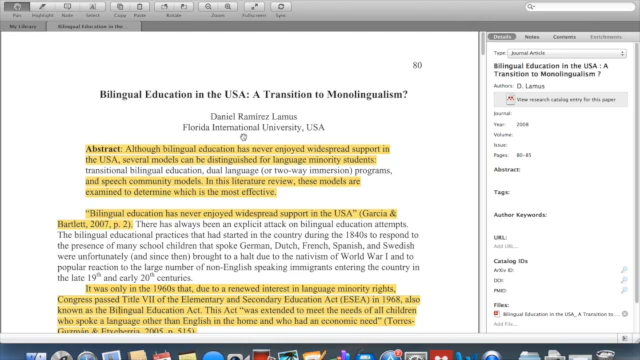 Pan
Highlight
Note
Select
Copy
Paste
Rotate
Zoom
Fullscreen
Sync
My Library
Bilingual Education in the...
80
Bilingual Education in the USA: A Transition to Monolingualism?
Daniel Ramírez Lamus
Florida International University, USA
Abstract: Although bilingual education has never enjoyed widespread support in
the USA, several models can be distinguished for language minority students:
transitional bilingual education, dual language (or two-way immersion) programs,
and speech community models. In this literature review, these models are
examined to determine which is the most effective.
"Bilingual education has never enjoyed widespread support in the USA" (Garcia &
Bartlett, 2007, p. 2). There has always been an explicit attack on bilingual education attempts.
The bilingual educational practices that had started in the country during the 1840s to respond to
the presence of many school children that spoke German, Dutch, French, Spanish, and Swedish
were unfortunately (and since then) brought to a halt due to the nativism of World War I and to
popular reaction to the large number of non-English speaking immigrants entering the country in
the late 19th and early 20th centuries.
It was only in the 1960s that, due to a renewed interest in language minority rights,
Congress passed Title VII of the Elementary and Secondary Education Act (ESEA) in 1968, also
known as the Bilingual Education Act. This Act "was extended to meet the needs of all children
who spoke a language other than English in the home and who had an economic need" (Torres-
Guzmán & Etxeberria, 2005, p. 515).
Details
Notes
Contents
Enrichments
Type: Journal Article
Bilingual Education in the USA : A
Transition to Monolingualism ?
Authors: D. Lamus
View research catalog entry for this paper
Journal:
Year: 2008
Volume:
Issue:
Pages: 80-85
Abstract:
Tags:
Author Keywords:
URL:
Add URL...
Catalog IDs
ArXiv ID:
DOI:
PMID:
Files:
Bilingual Education in the USA_ A Transition to...
Add File...